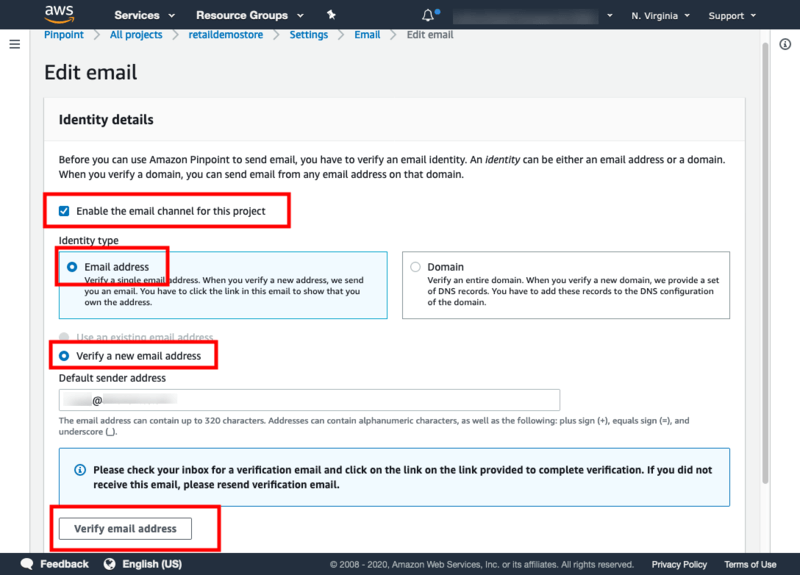 aws
Services
Resource Groups
N. Virginia
Support
Pinpoint > All projects > retaildemostore > Settings > Email > Edit email
Edit email
Identity details
Before you can use Amazon Pinpoint to send email, you have to verify an email identity. An identity can be either an email address or a domain.
When you verify a domain, you can send email from any email address on that domain.
Enable the email channel for this project
Identity type
Email address
Verify a single email address. When you verify a new address, we send
you an email. You have to click the link in this email to show that you
own the address.
Domain
Verify an entire domain. When you verify a new domain, we provide a set
of DNS records. You have to add these records to the DNS configuration
of the domain.
Use an existing email address
Verify a new email address
Default sender address
@
The email address can contain up to 320 characters. Addresses can contain alphanumeric characters, as well as the following: plus sign (+), equals sign (=), and
underscore (_).
Please check your inbox for a verification email and click on the link on the link provided to complete verification. If you did not
receive this email, please resend verification email.
Verify email address
Feedback
English (US)
© 2008 - 2020, Amazon Web Services, Inc. or its affiliates. All rights reserved.
Privacy Policy
Terms of Use